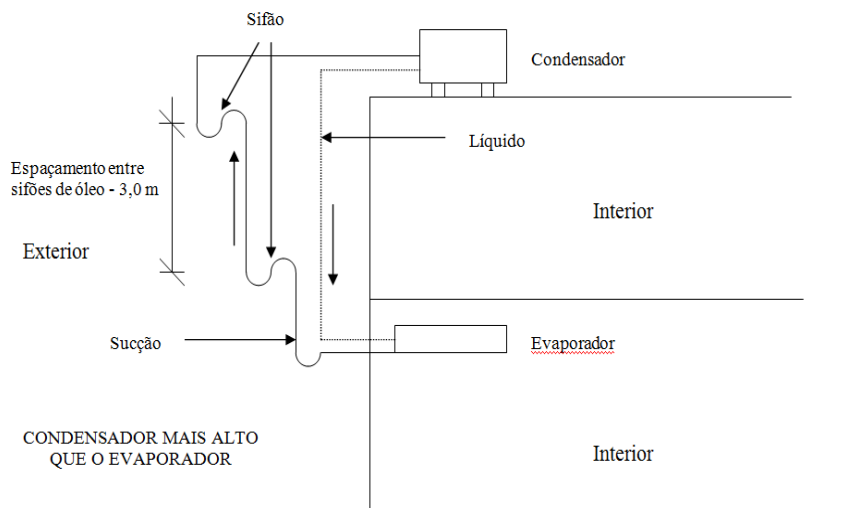 Sifão
Condensador
Líquido
Espaçamento entre
sifões de óleo - 3,0 m
Interior
Exterior
Sucção
Evaporador
CONDENSADOR MAIS ALTO
QUE O EVAPORADOR
Interior